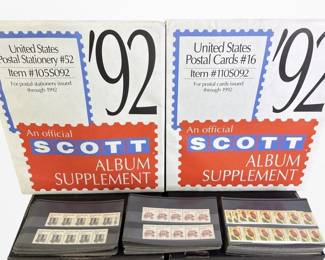 United States
Postal Stationery #52
Item #105S092
For postal stationery issued
through 1992
'92
An official
SCOTT
ALBUM
SUPPLEMENT
United States
Postal Cards #16
Item #110S092
For postal cards issued
through 1992
'92
An official
SCOTT
ALBUM
SUPPLEMENT